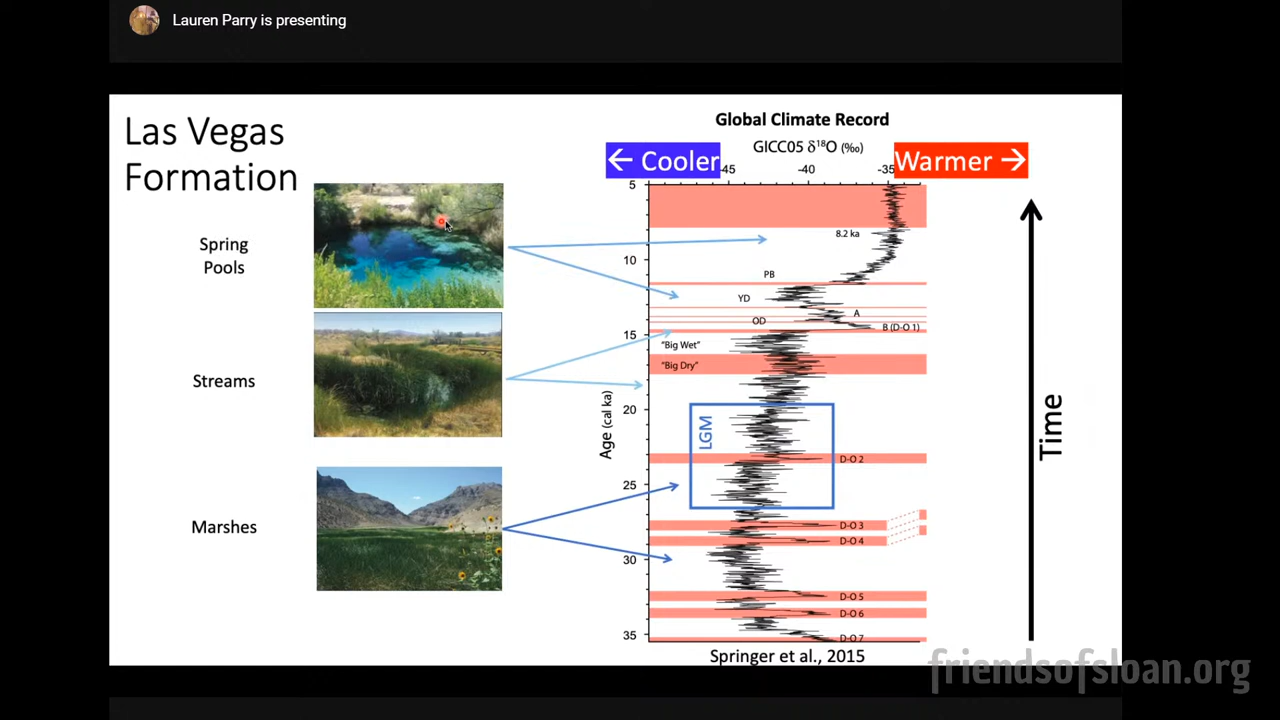 Lauren Parry is presenting
Las Vegas
Formation
Global Climate Record
GICC05 δ¹⁸O (‰)
← Cooler
Warmer →
-45
-40
-35
Spring
Pools
Streams
Marshes
5
10
15
20
25
30
35
Age (cal ka)
8.2 ka
PB
YD
A
OD
B (D-O 1)
"Big Wet"
"Big Dry"
LGM
D-O 2
D-O 3
D-O 4
D-O 5
D-O 6
D-O 7
Time
Springer et al., 2015
friendsofsloan.org